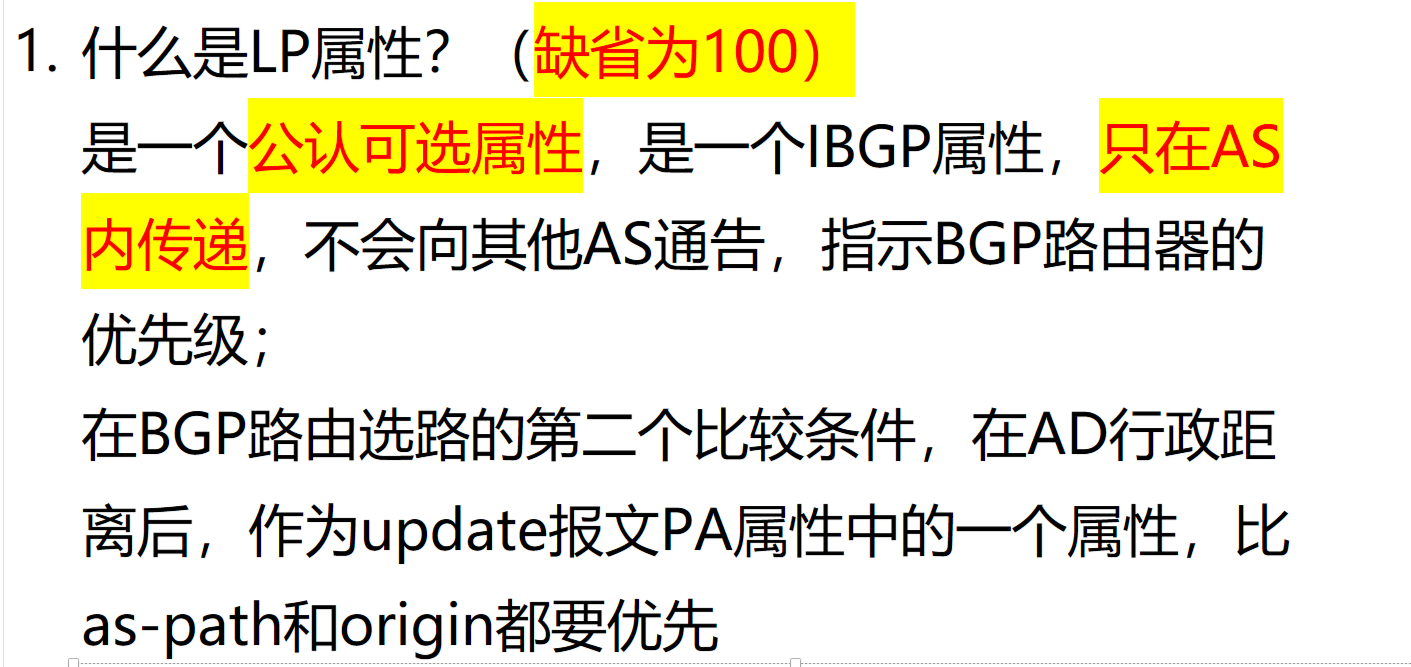 1. 什么是LP属性？（缺省为100）
是一个公认可选属性，是一个IBGP属性，只在AS
内传递，不会向其他AS通告，指示BGP路由器的
优先级；
在BGP路由选路的第二个比较条件，在AD行政距
离后，作为update报文PA属性中的一个属性，比
as-path和origin都要优先